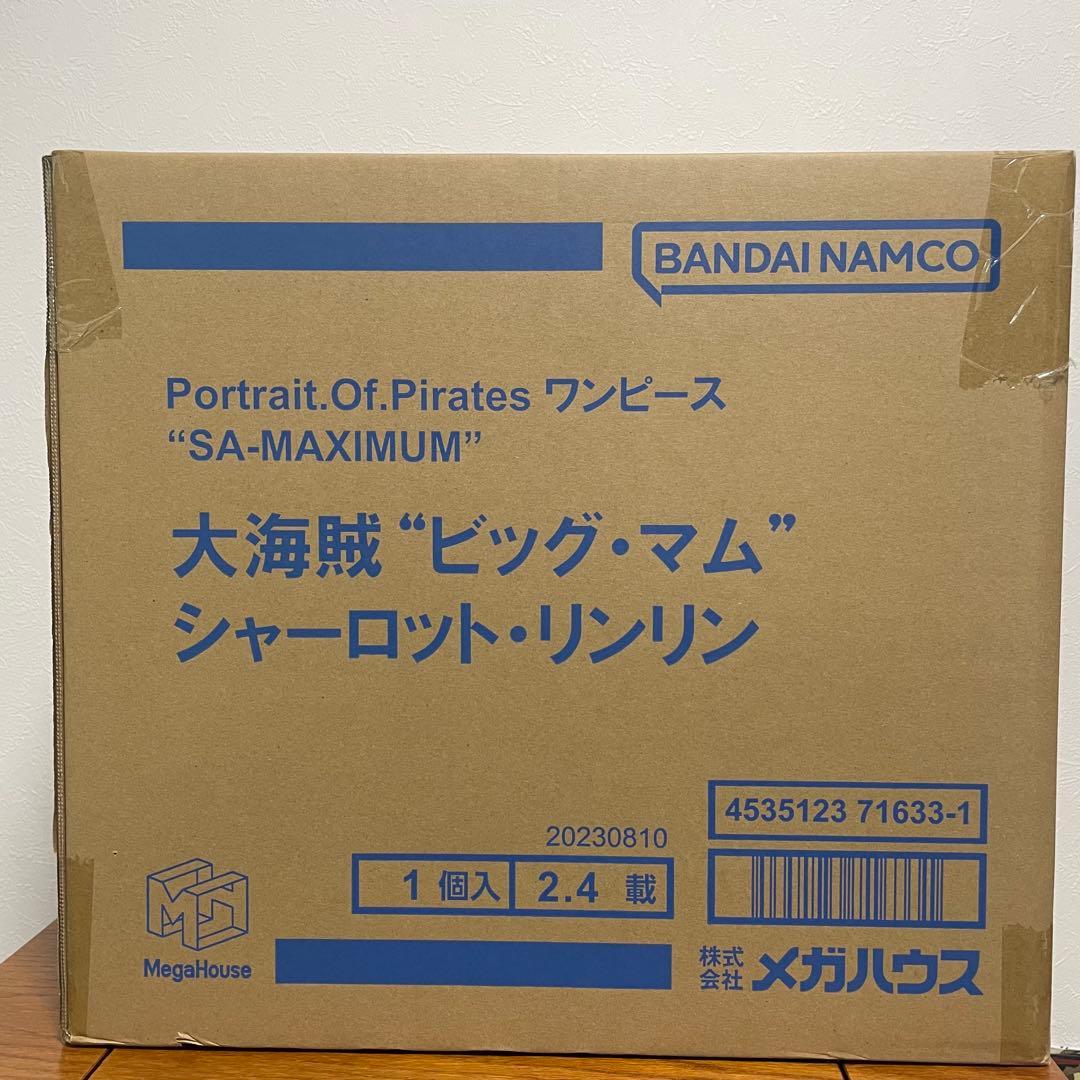 BANDAI NAMCO
Portrait.Of.Pirates ワンピース
“SA-MAXIMUM”
大海賊“ビッグ・マム”
シャーロット・リンリン
4535123 71633-1
20230810
1 個入 2.4 載
MegaHouse
株式会社 メガハウス